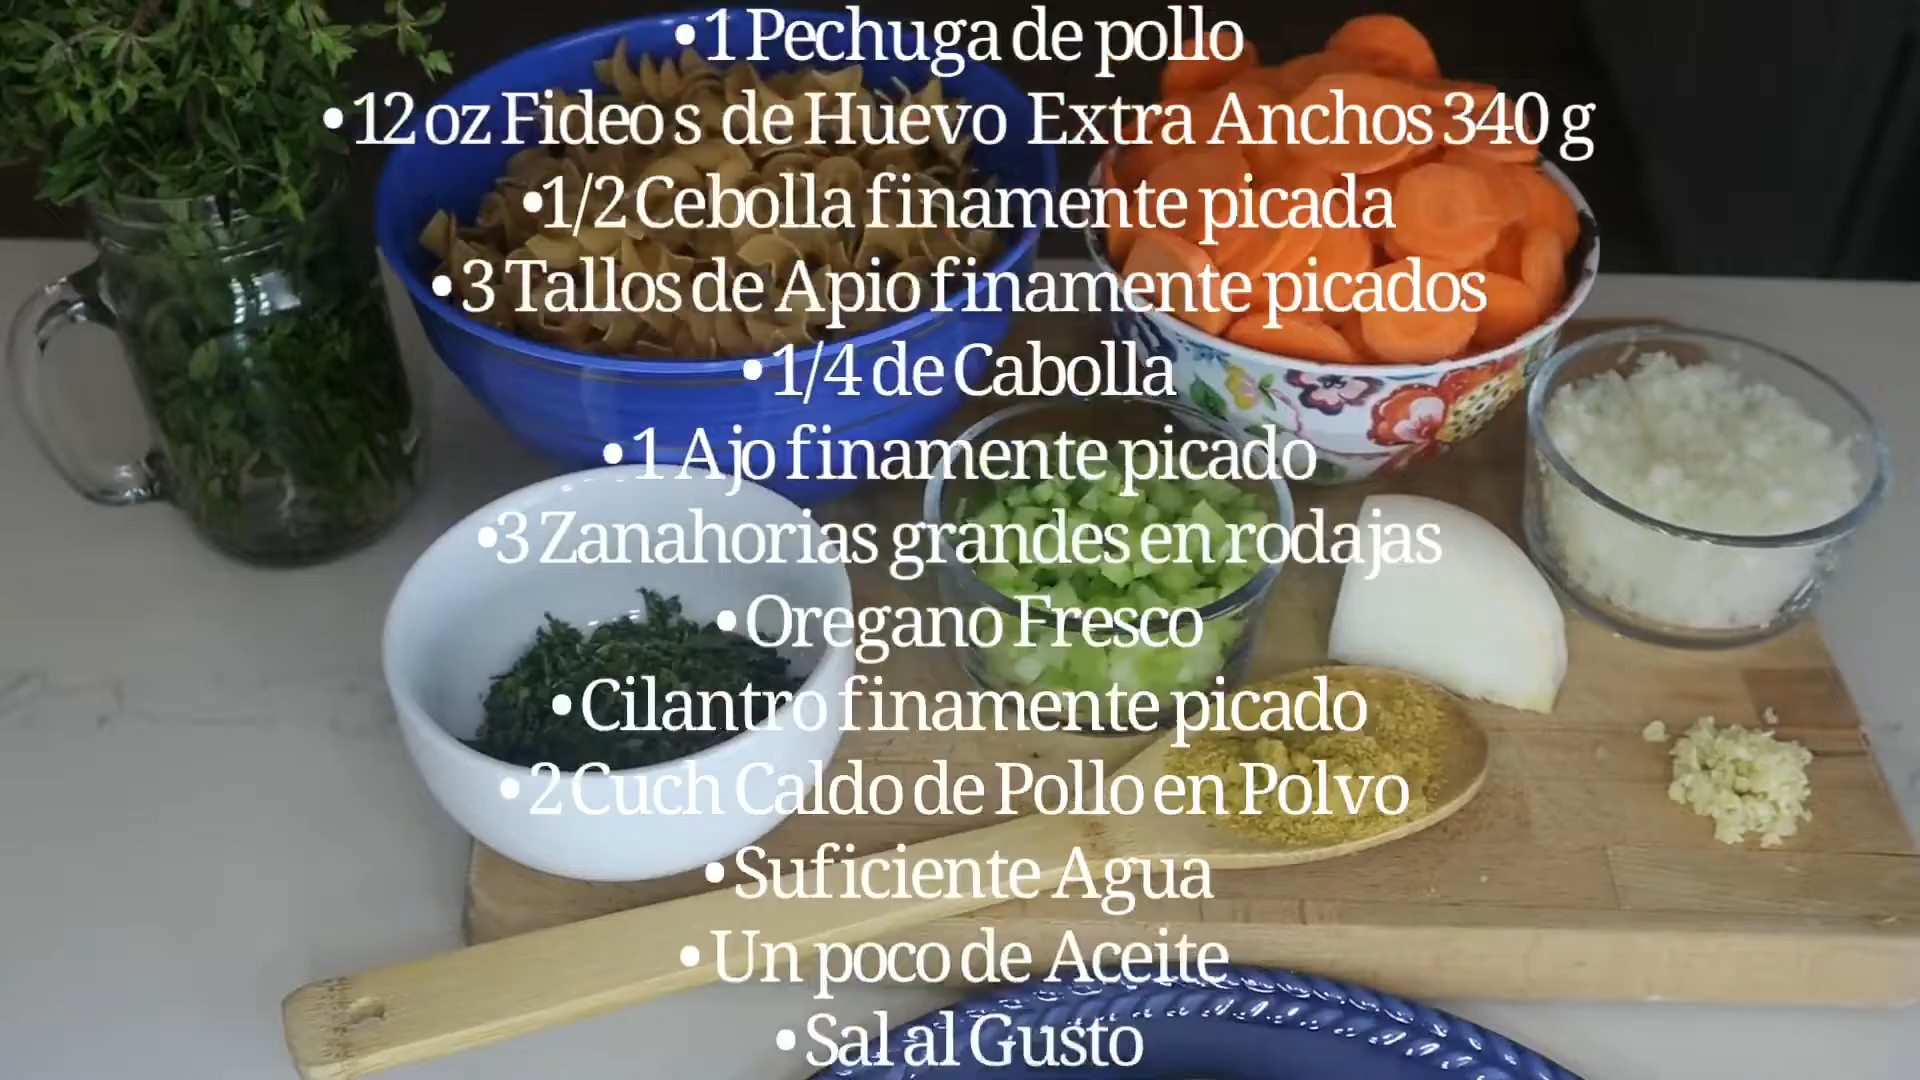 •1 Pechuga de pollo
•12 oz Fideos de Huevo Extra Anchos 340 g
•1/2 Cebolla finamente picada
•3 Tallos de Apio finamente picados
•1/4 de Cabolla
•1 Ajo finamente picado
•3 Zanahorias grandes en rodajas
•Oregano Fresco
•Cilantro finamente picado
•2 Cuch Caldo de Pollo en Polvo
•Suficiente Agua
•Un poco de Aceite
•Sal al Gusto